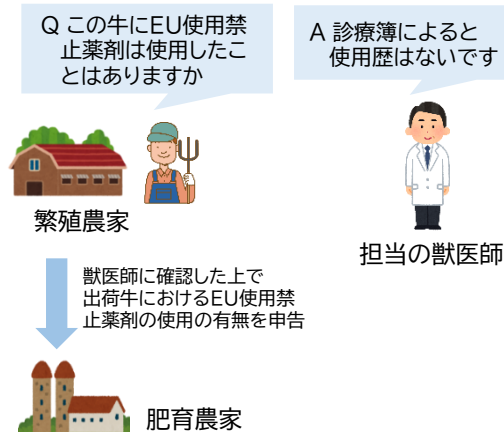 Q この牛にEU使用禁
止薬剤は使用したこ
とはありますか
A 診療簿によると
使用歴はないです
繁殖農家
担当の獣医師
獣医師に確認した上で
出荷牛におけるEU使用禁
止薬剤の使用の有無を申告
肥育農家